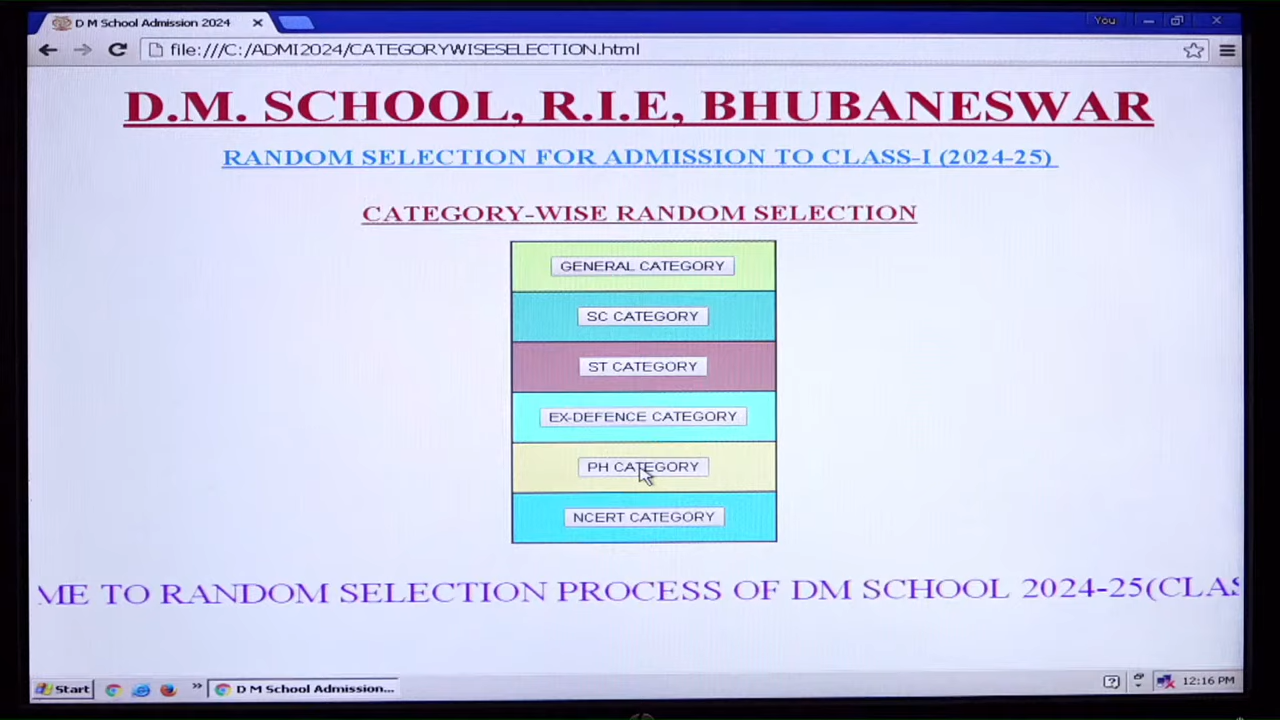 D M School Admission 2024
You
file:///C:/ADMI2024/CATEGORYWISESELECTION.html
D.M. SCHOOL, R.I.E, BHUBANESWAR
RANDOM SELECTION FOR ADMISSION TO CLASS-I (2024-25)
CATEGORY-WISE RANDOM SELECTION
GENERAL CATEGORY
SC CATEGORY
ST CATEGORY
EX-DEFENCE CATEGORY
PH CATEGORY
NCERT CATEGORY
ME TO RANDOM SELECTION PROCESS OF DM SCHOOL 2024-25(CLAS
Start
D M School Admission...
12:16 PM